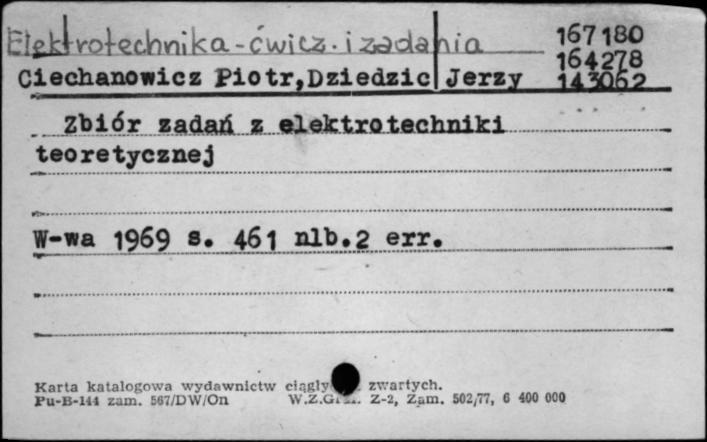 Elektrotechnika - ćwicz. i zadania 167180
164278
Ciechanowicz Piotr, Dziedzic Jerzy 143062
Zbiór zadań z elektrotechniki
teoretycznej
W-wa 1969 s. 461 nlb.2 err.
Karta katalogowa wydawnictw zwartych.
Pu-B-144 zam. 567/DW/On Z-2, Zam. 502/77, 6 400 000